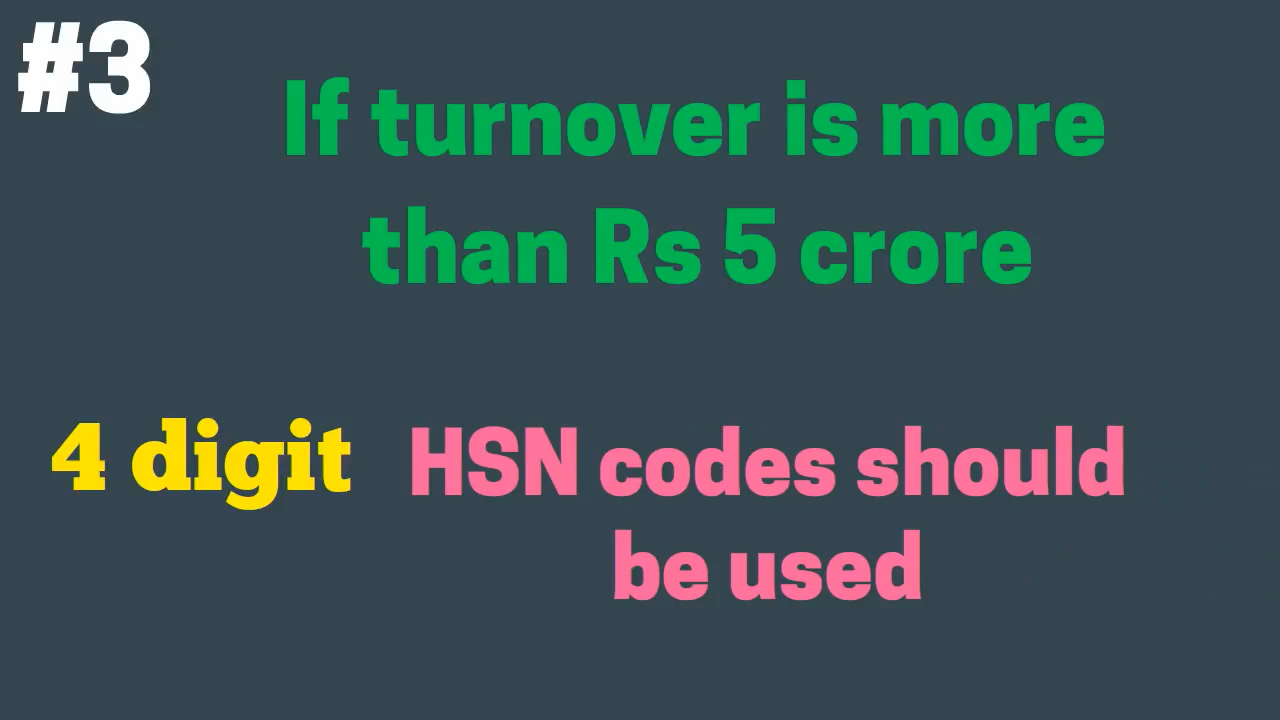 #3
If turnover is more
than Rs 5 crore
4 digit HSN codes should
be used